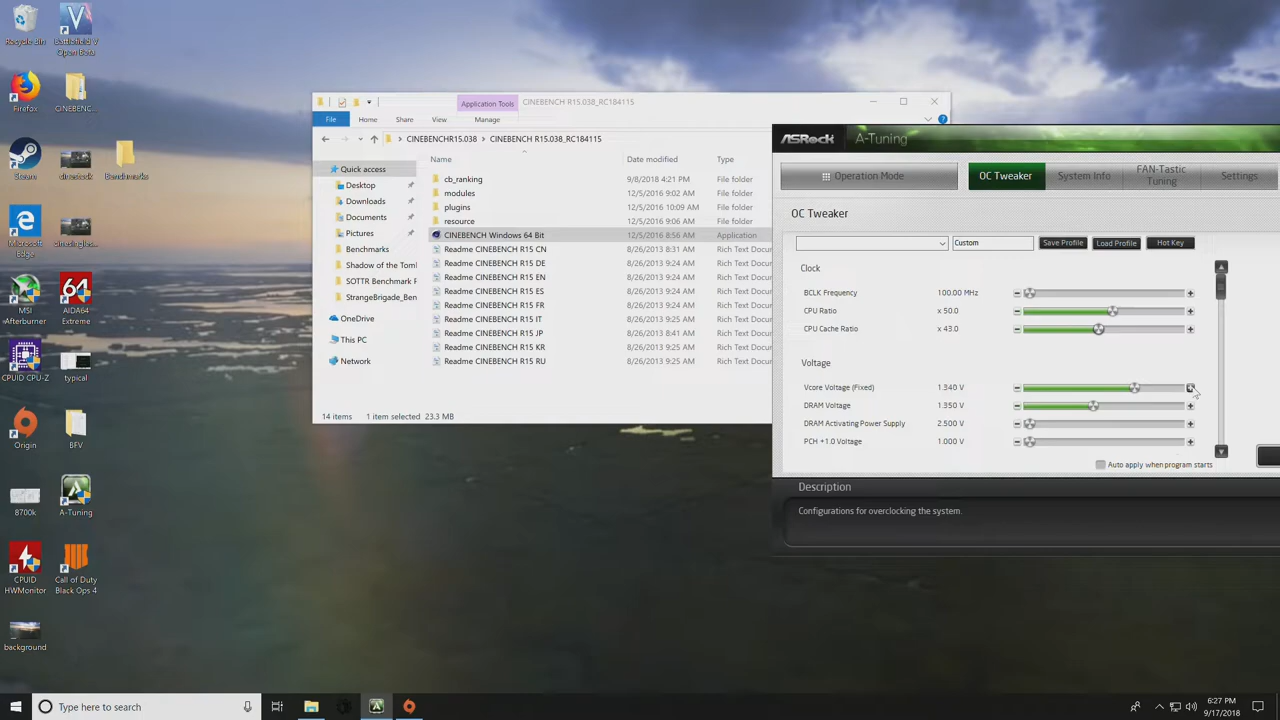 Recycle Bin
Battlefield V
Open Beta
Firefox
CINEBENC...
Steam
cinestock
Benchmarks
Microsoft
Edge
cinesingles...
MSI
Afterburner
AIDA64
Extreme
CPUID CPU-Z
typical
Origin
BFV
8700k
A-Tuning
CPUID
HWMonitor
Call of Duty
Black Ops 4
background
Application Tools
CINEBENCH R15.038_RC184115
File
Home
Share
View
Manage
CINEBENCHR15.038 > CINEBENCH R15.038_RC184115
Name
Date modified
Type
Quick access
Desktop
Downloads
Documents
Pictures
Benchmarks
Shadow of the Tomb
SOTTR Benchmark F
StrangeBrigade_Ben
OneDrive
This PC
Network
cb_ranking 9/8/2018 4:21 PM File folder
modules 12/5/2016 9:02 AM File folder
plugins 12/5/2016 10:09 AM File folder
resource 12/5/2016 9:06 AM File folder
CINEBENCH Windows 64 Bit 12/5/2016 8:56 AM Application
Readme CINEBENCH R15 CN 8/26/2013 8:31 AM Rich Text Docu
Readme CINEBENCH R15 DE 8/26/2013 9:24 AM Rich Text Docu
Readme CINEBENCH R15 EN 8/26/2013 9:24 AM Rich Text Docu
Readme CINEBENCH R15 ES 8/26/2013 9:24 AM Rich Text Docu
Readme CINEBENCH R15 FR 8/26/2013 9:24 AM Rich Text Docu
Readme CINEBENCH R15 IT 8/26/2013 9:24 AM Rich Text Docu
Readme CINEBENCH R15 JP 8/26/2013 8:41 AM Rich Text Docu
Readme CINEBENCH R15 KR 8/26/2013 9:25 AM Rich Text Docu
Readme CINEBENCH R15 RU 8/26/2013 9:25 AM Rich Text Docu
14 items 1 item selected 23.3 MB
ASRock A-Tuning
Operation Mode
OC Tweaker
System Info
FAN-Tastic
Tuning
Settings
OC Tweaker
Custom
Save Profile
Load Profile
Hot Key
Clock
BCLK Frequency 100.00 MHz
CPU Ratio x 50.0
CPU Cache Ratio x 43.0
Voltage
Vcore Voltage (Fixed) 1.340 V
DRAM Voltage 1.350 V
DRAM Activating Power Supply 2.500 V
PCH +1.0 Voltage 1.000 V
Auto apply when program starts
Description
Configurations for overclocking the system.
Type here to search
6:27 PM
9/17/2018